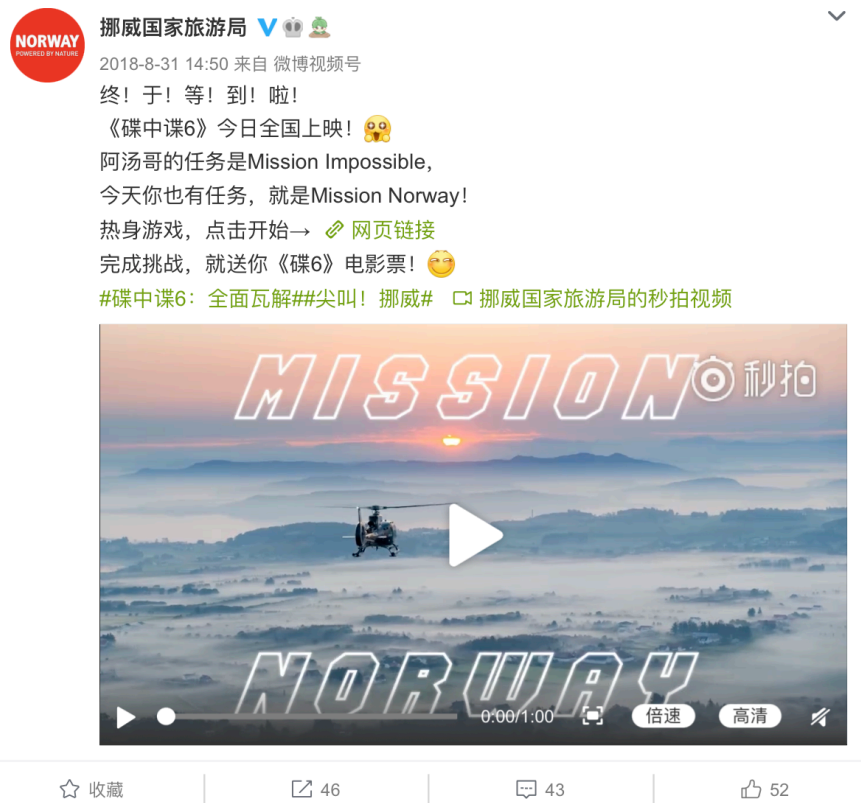 NORWAY
POWERED BY NATURE
挪威国家旅游局
2018-8-31 14:50 来自 微博视频号
终！于！等！到！啦！
《碟中谍6》今日全国上映！
阿汤哥的任务是Mission Impossible，
今天你也有任务，就是Mission Norway！
热身游戏，点击开始→ 网页链接
完成挑战，就送你《碟6》电影票！
#碟中谍6：全面瓦解##尖叫！挪威# 挪威国家旅游局的秒拍视频
MISSION
秒拍
NORWAY
0:00/1:00 倍速 高清
收藏 46 43 52